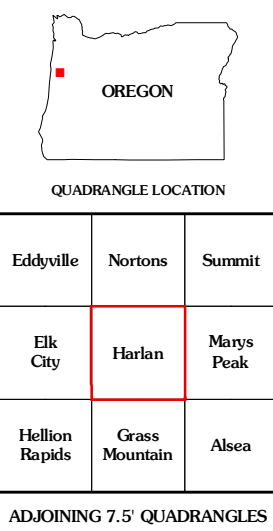 OREGON
QUADRANGLE LOCATION
Eddyville Nortons Summit
Elk
City
Harlan
Marys
Peak
Hellion
Rapids
Grass
Mountain
Alsea
ADJOINING 7.5' QUADRANGLES